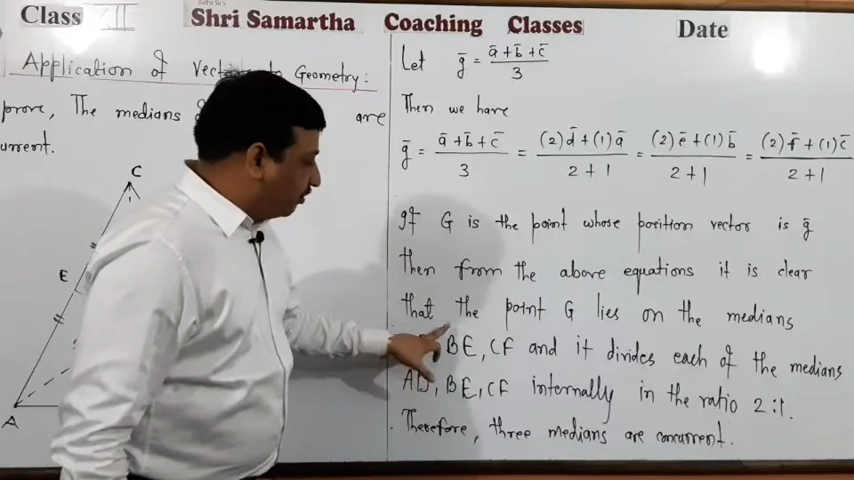 Class XII Shri Samartha Coaching Classes Date
Application of Vectors to Geometry:
prove, The medians are
current.
C
E
A
Let ḡ = (ā + b̄ + c̄)/3
Then we have
ḡ = (ā + b̄ + c̄)/3 = ((2)d̄ + (1)ā)/(2 + 1) = ((2)ē + (1)b̄)/(2 + 1) = ((2)f̄ + (1)c̄)/(2 + 1)
If G is the point whose position vector is ḡ
then from the above equations it is clear
that the point G lies on the medians
BE, CF and it divides each of the medians
AD, BE, CF internally in the ratio 2:1.
Therefore, three medians are concurrent.